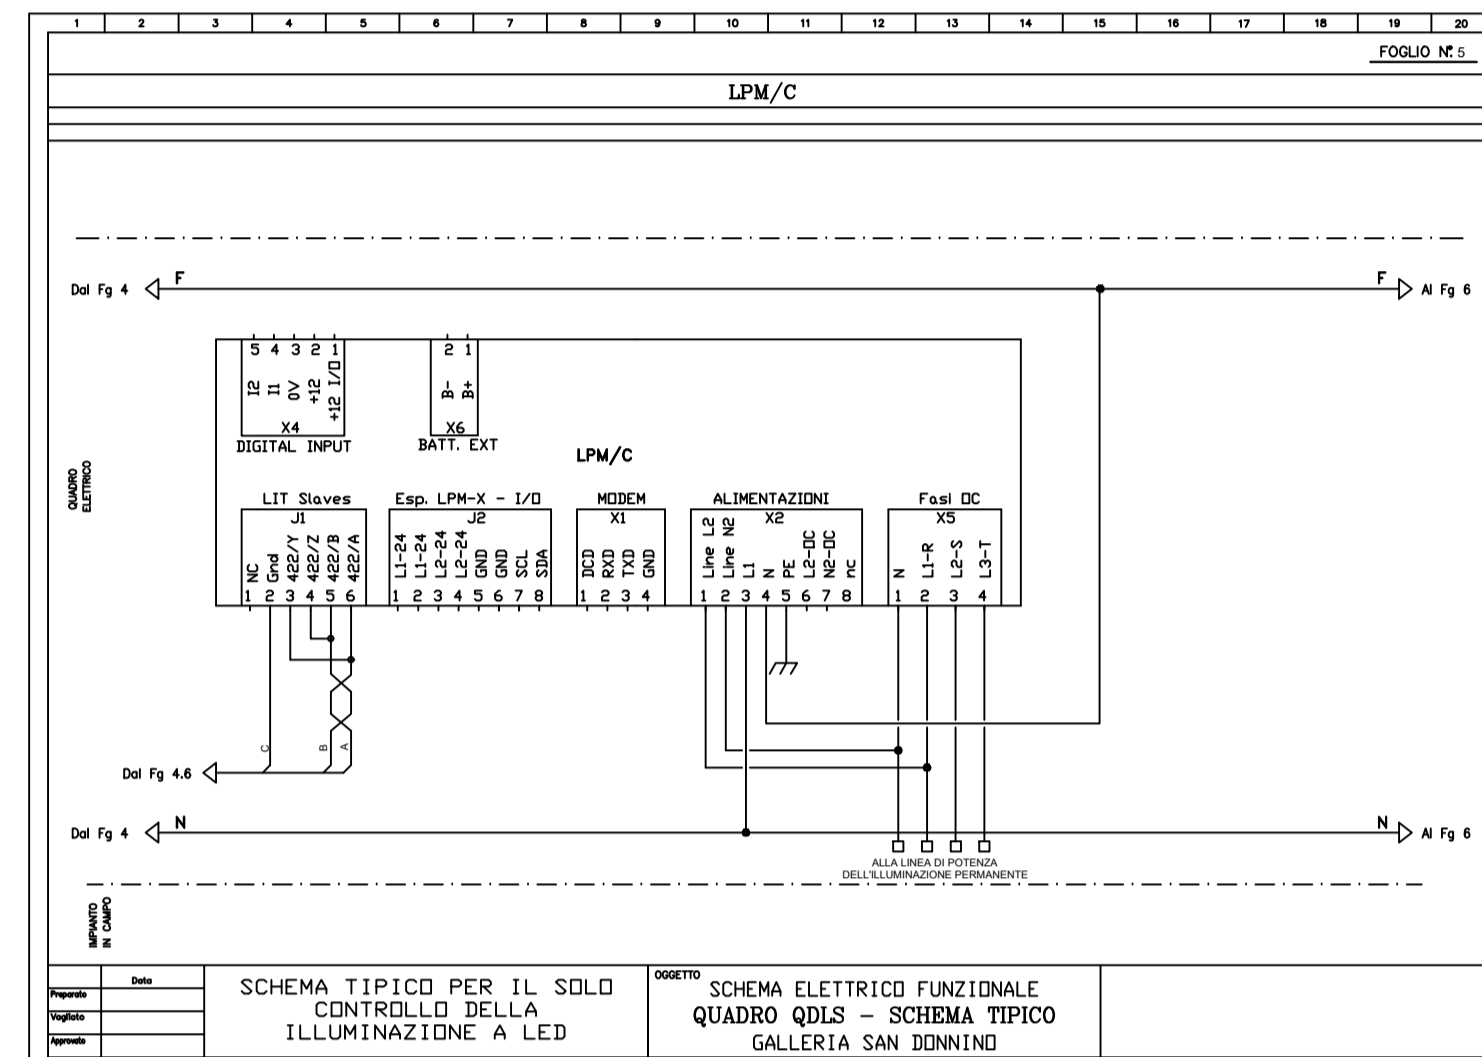 1 2 3 4 5 6 7 8 9 10 11 12 13 14 15 16 17 18 19 20
FOGLIO N° 5
LPM/C
Dal Fg 4
F
F
Al Fg 6
5 4 3 2 1
I2 I1 0V +12 +12 I/O
X4
DIGITAL INPUT
2 1
B- B+
X6
BATT. EXT
LPM/C
QUADRO
ELETTRICO
LIT Slaves
J1
NC Gnd 422/Y 422/Z 422/B 422/A
1 2 3 4 5 6
Esp. LPM-X - I/O
J2
L1-24 L1-24 L2-24 L2-24 GND GND SCL SDA
1 2 3 4 5 6 7 8
MODEM
X1
DCD RXD TXD GND
1 2 3 4
ALIMENTAZIONI
X2
Line L2 Line N2 L1 N PE L2-OC N2-OC nc
1 2 3 4 5 6 7 8
Fasi OC
X5
N L1-R L2-S L3-T
1 2 3 4
C B A
Dal Fg 4.6
Dal Fg 4
N
N
Al Fg 6
ALLA LINEA DI POTENZA
DELL'ILLUMINAZIONE PERMANENTE
IMPIANTO
IN CAMPO
Data
Preparato
Vagliato
Approvato
SCHEMA TIPICO PER IL SOLO
CONTROLLO DELLA
ILLUMINAZIONE A LED
OGGETTO
SCHEMA ELETTRICO FUNZIONALE
QUADRO QDLS - SCHEMA TIPICO
GALLERIA SAN DONNINO